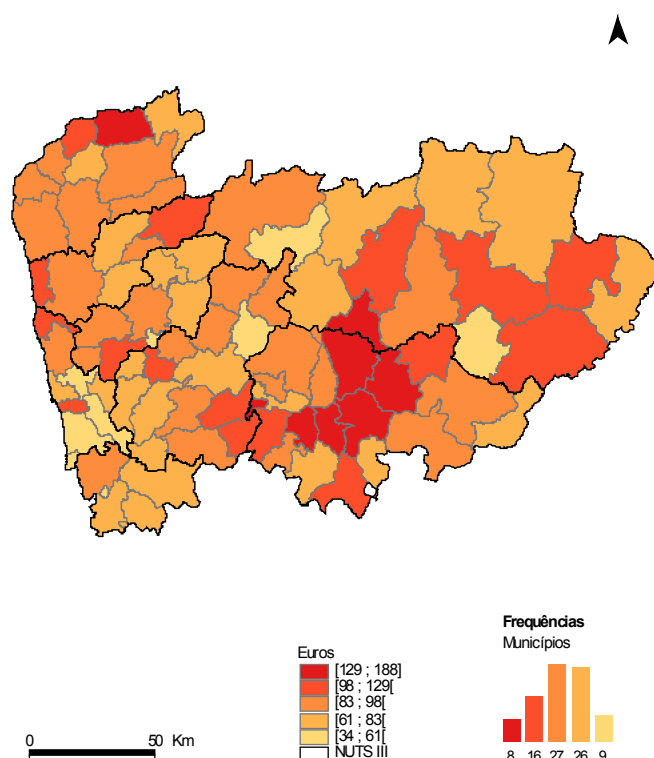 Frequências
Municípios
Euros
[129 ; 188]
[98 ; 129[
[83 ; 98[
[61 ; 83[
[34 ; 61[
NUTS III
0 50 Km
8 16 27 26 9